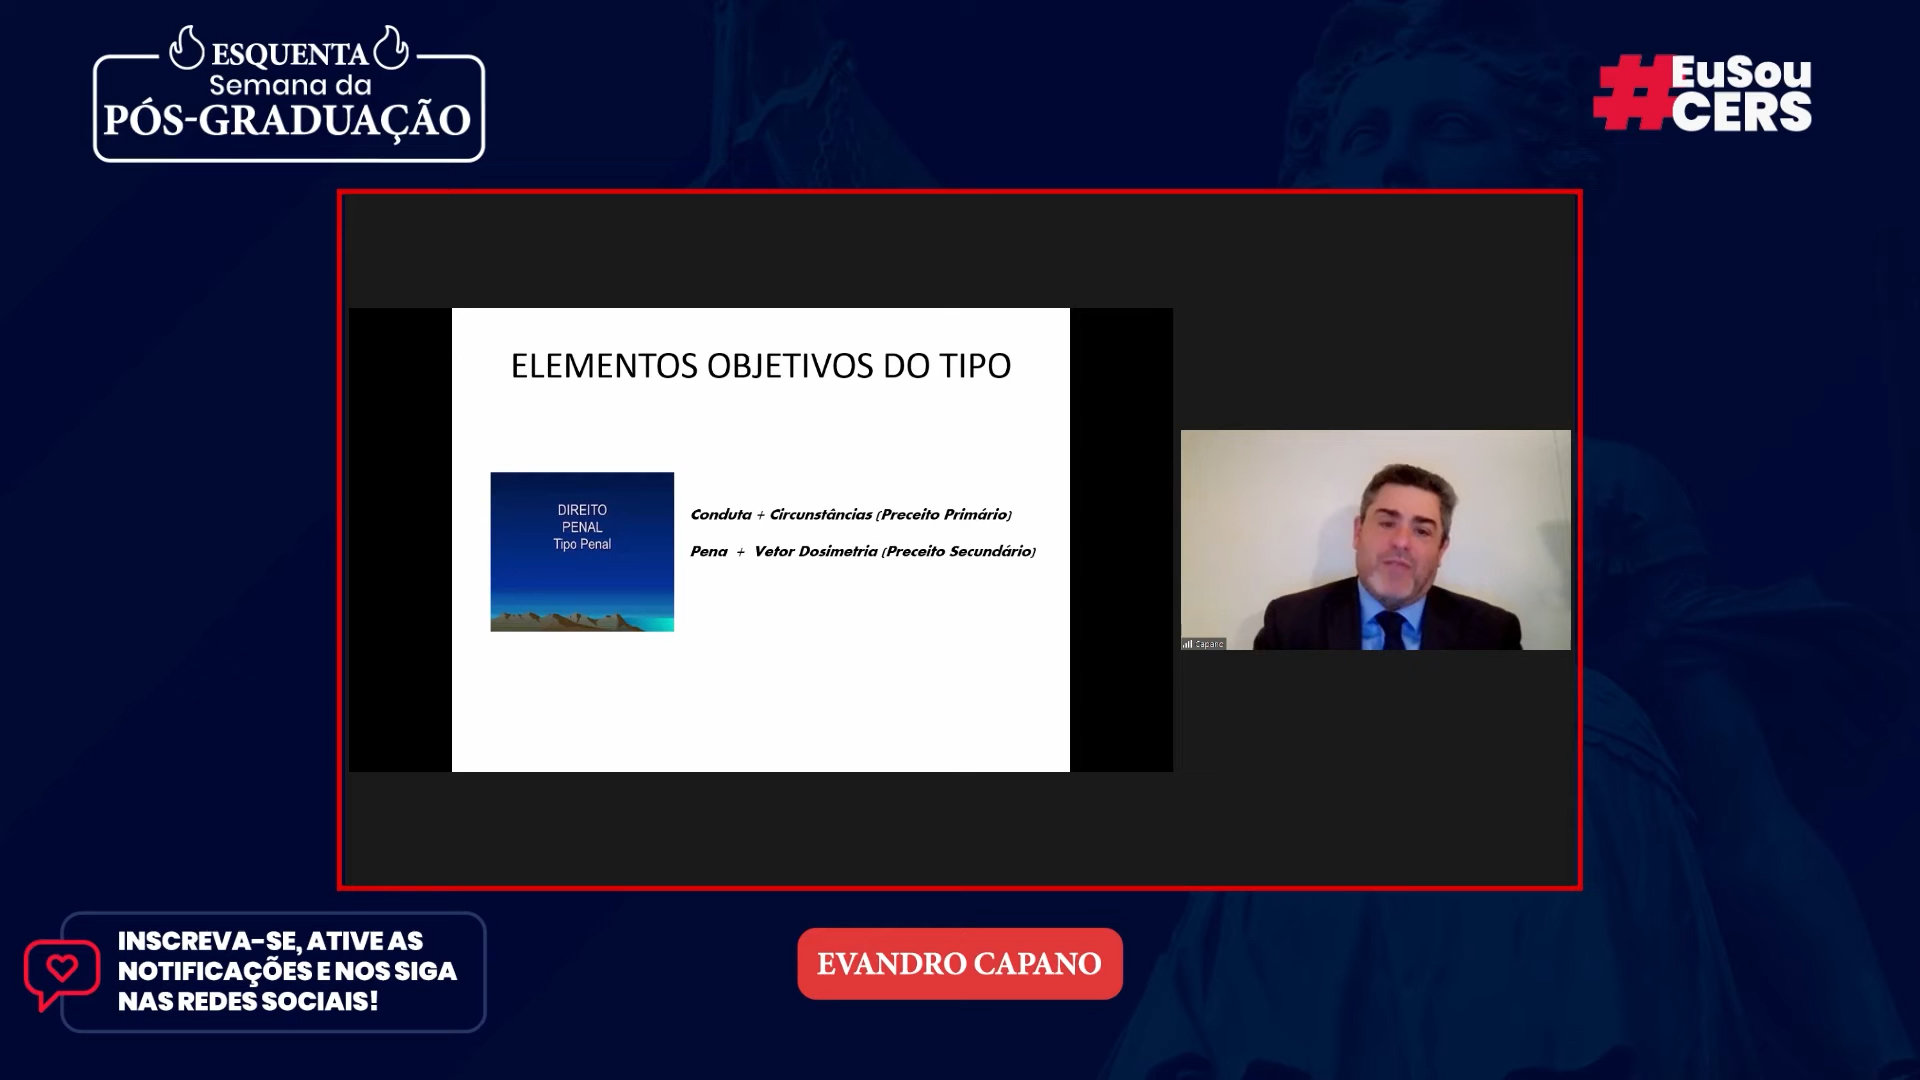 ESQUENTA
Semana da
PÓS-GRADUAÇÃO
#EuSou
CERS
ELEMENTOS OBJETIVOS DO TIPO
DIREITO
PENAL
Tipo Penal
Conduta + Circunstâncias (Preceito Primário)
Pena + Vetor Dosimetria (Preceito Secundário)
Capano
INSCREVA-SE, ATIVE AS
NOTIFICAÇÕES E NOS SIGA
NAS REDES SOCIAIS!
EVANDRO CAPANO